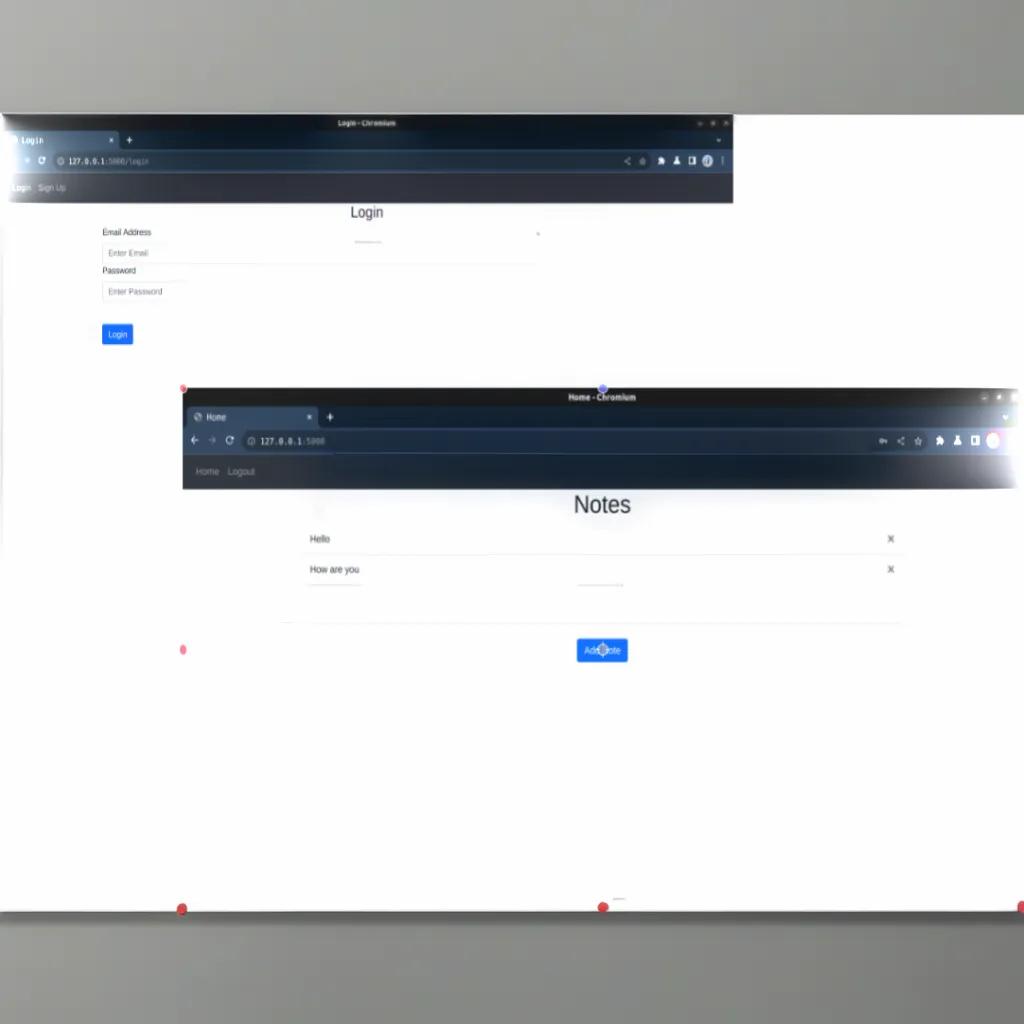 Login - Chromium
Login
127.0.0.1:5000/login
Login Sign Up
Login
Email Address
Enter Email
Password
Enter Password
Login
Home - Chromium
Home
127.0.0.1:5000
Home Logout
Notes
Hello X
How are you X
Add Note